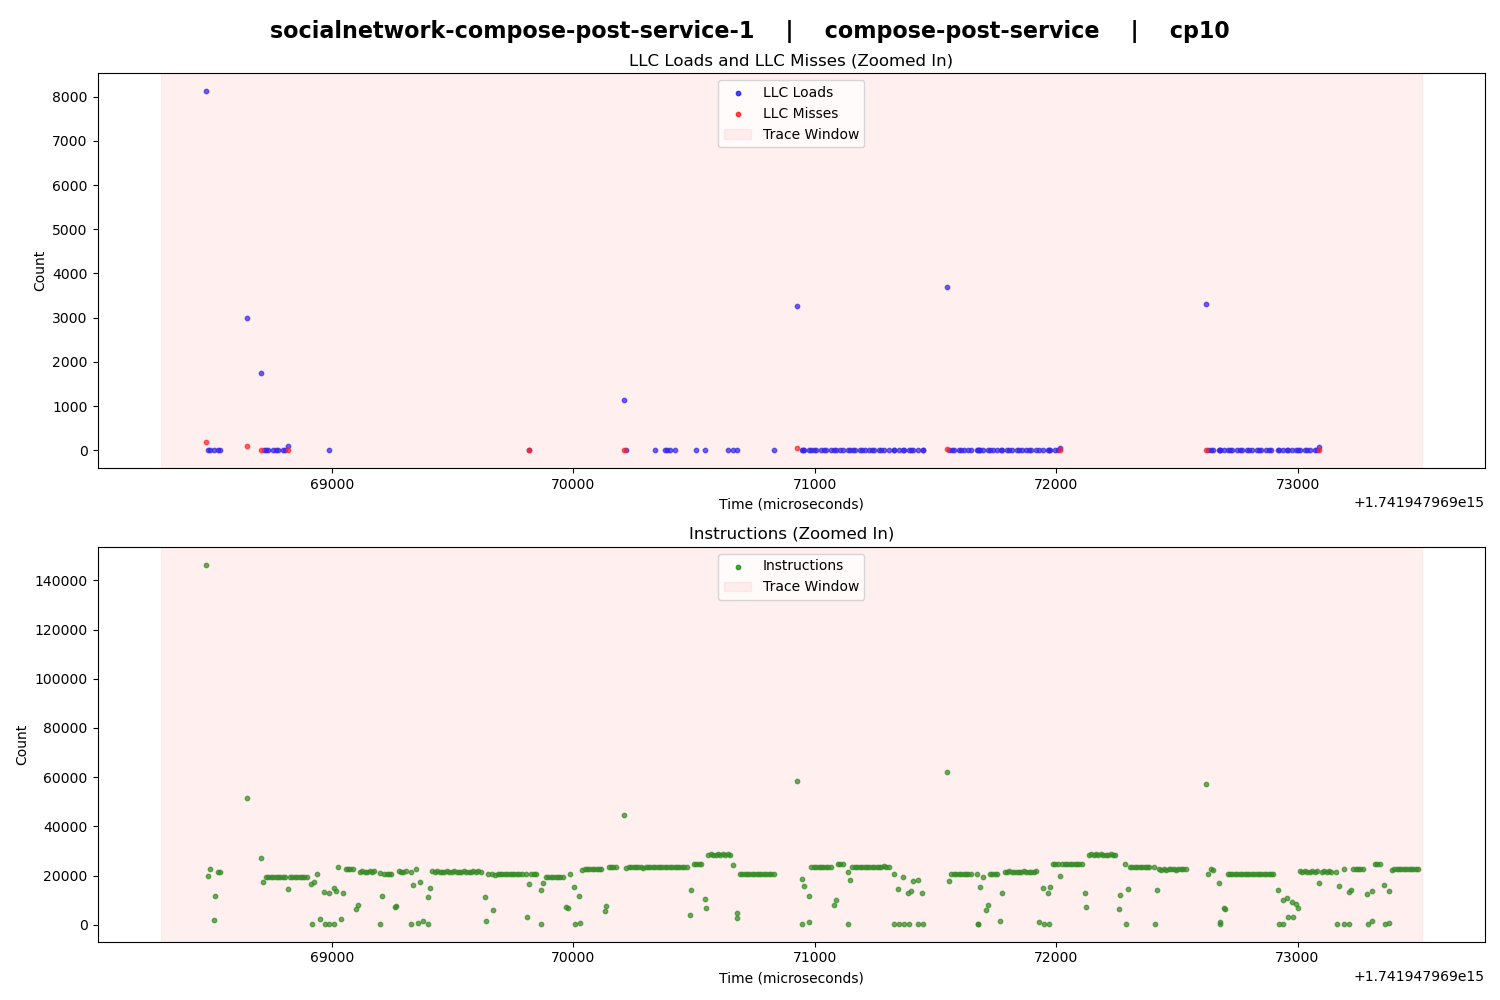 socialnetwork-compose-post-service-1 | compose-post-service | cp10
LLC Loads and LLC Misses (Zoomed In)
LLC Loads
LLC Misses
Trace Window
Count
8000
7000
6000
5000
4000
3000
2000
1000
0
69000 70000 71000 72000 73000
Time (microseconds)
+1.741947969e15
Instructions (Zoomed In)
Instructions
Trace Window
Count
140000
120000
100000
80000
60000
40000
20000
0
69000 70000 71000 72000 73000
Time (microseconds)
+1.741947969e15